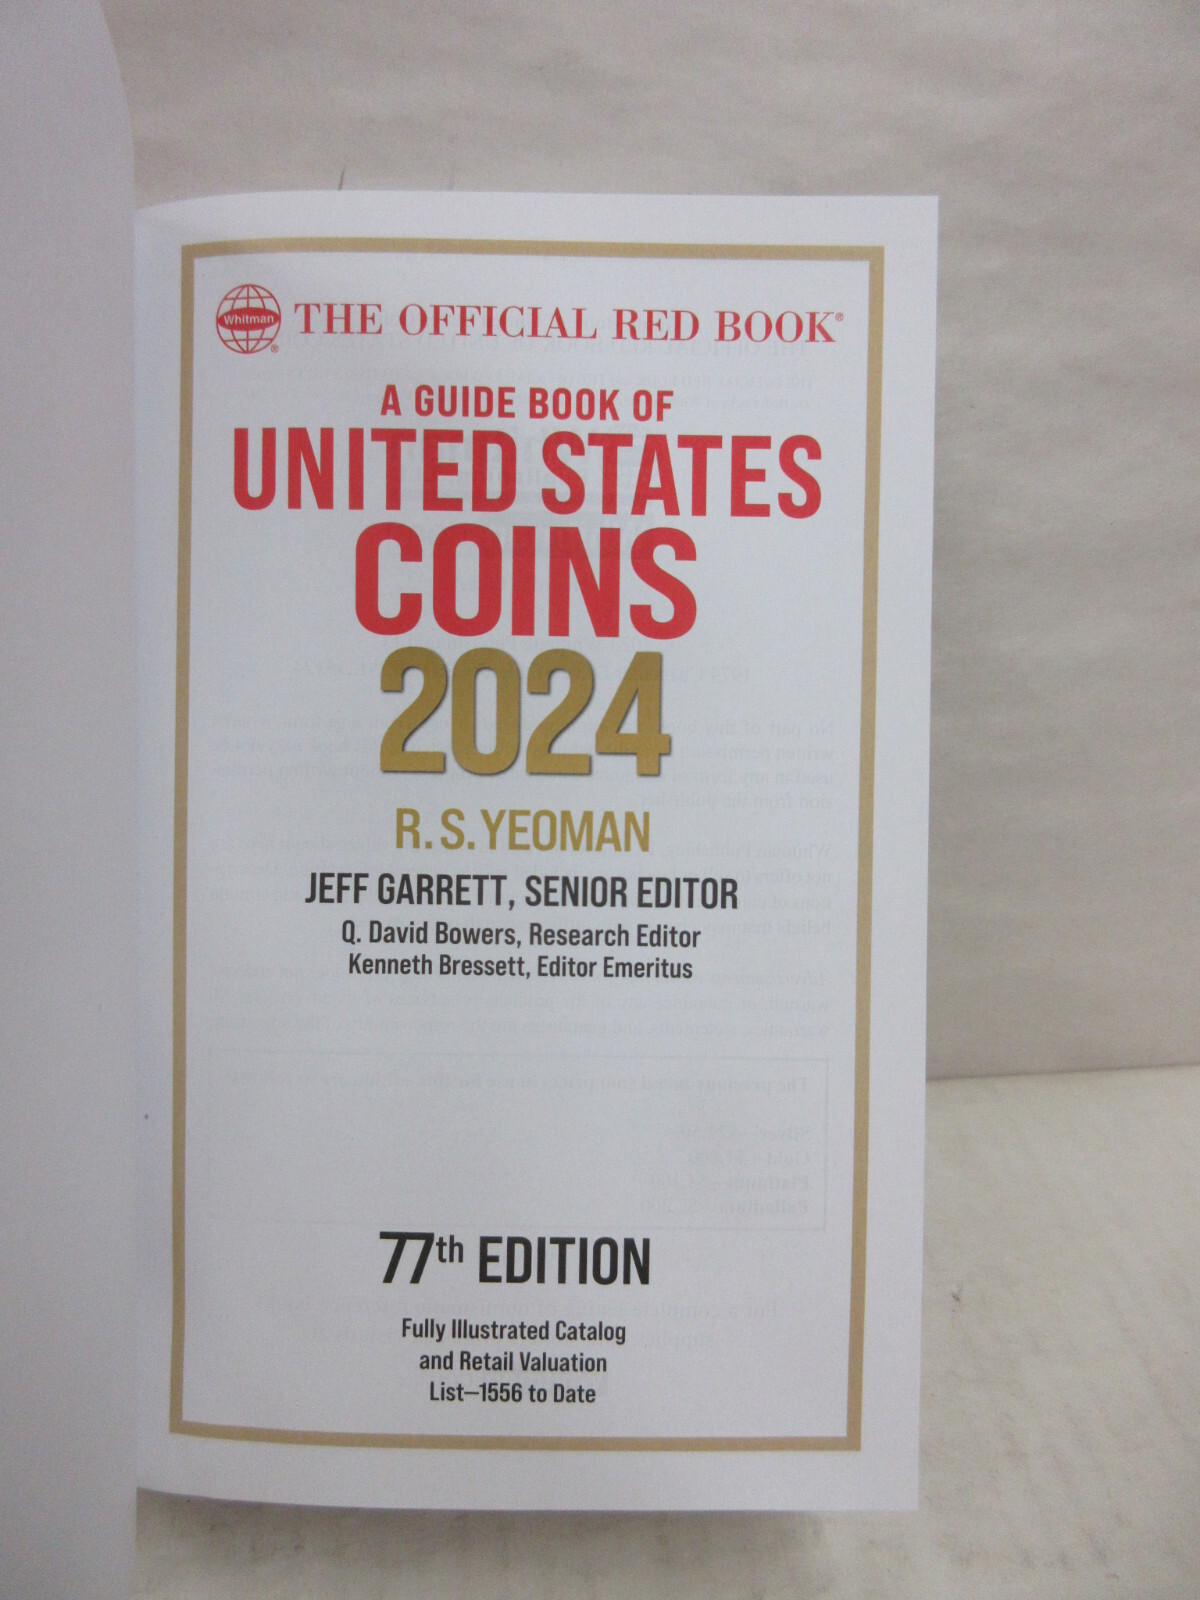 Whitman
THE OFFICIAL RED BOOK®
A GUIDE BOOK OF
UNITED STATES
COINS
2024
R. S. YEOMAN
JEFF GARRETT, SENIOR EDITOR
Q. David Bowers, Research Editor
Kenneth Bressett, Editor Emeritus
77th EDITION
Fully Illustrated Catalog
and Retail Valuation
List—1556 to Date